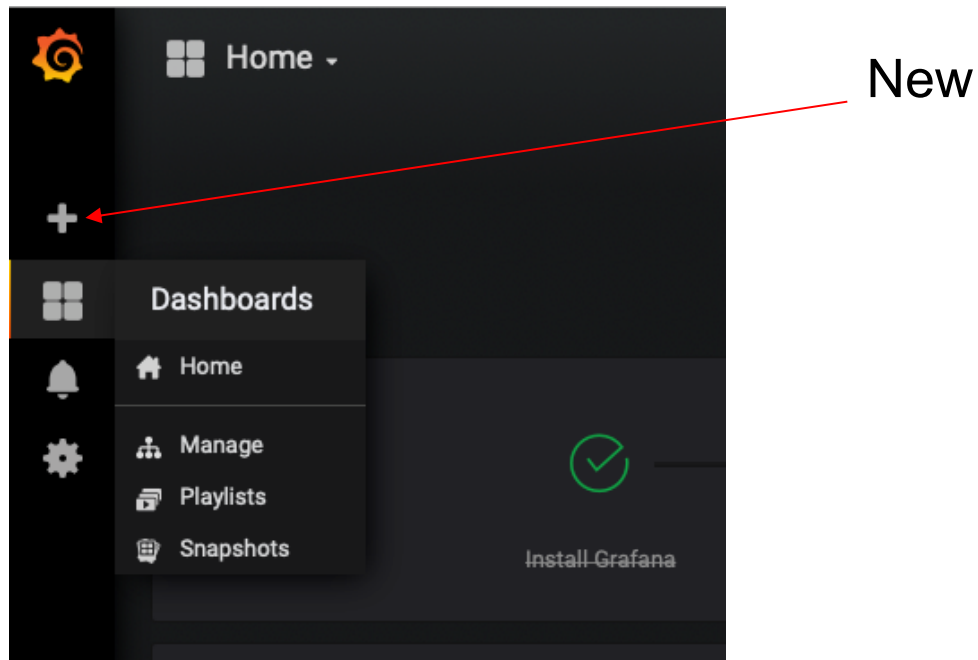 Home
New
Dashboards
Home
Manage
Playlists
Snapshots
Install Grafana